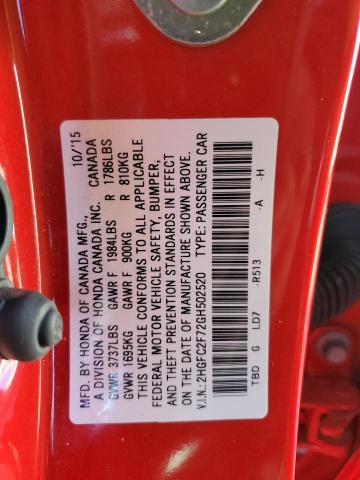 MFD. BY HONDA OF CANADA MFG., 10/'15
A DIVISION OF HONDA CANADA INC. CANADA
GVWR 3737LBS GAWR F 1984LBS R 1786LBS
GVWR 1695KG GAWR F 900KG R 810KG
THIS VEHICLE CONFORMS TO ALL APPLICABLE
FEDERAL MOTOR VEHICLE SAFETY, BUMPER,
AND THEFT PREVENTION STANDARDS IN EFFECT
ON THE DATE OF MANUFACTURE SHOWN ABOVE.
V.I.N.: 2HGFC2F72GH502520 TYPE: PASSENGER CAR
TBD G LD7 -R513 -A -H